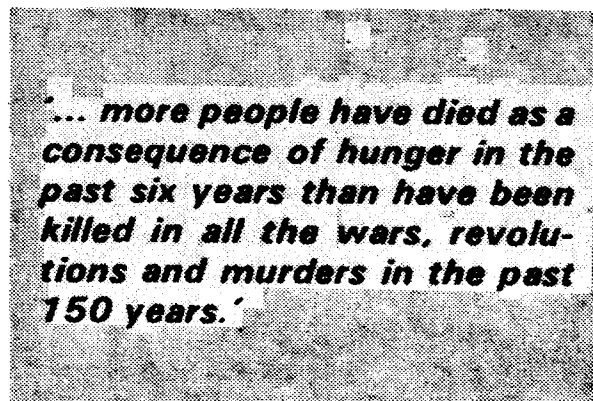 ´... more people have died as a
consequence of hunger in the
past six years than have been
killed in all the wars, revolu-
tions and murders in the past
150 years.´